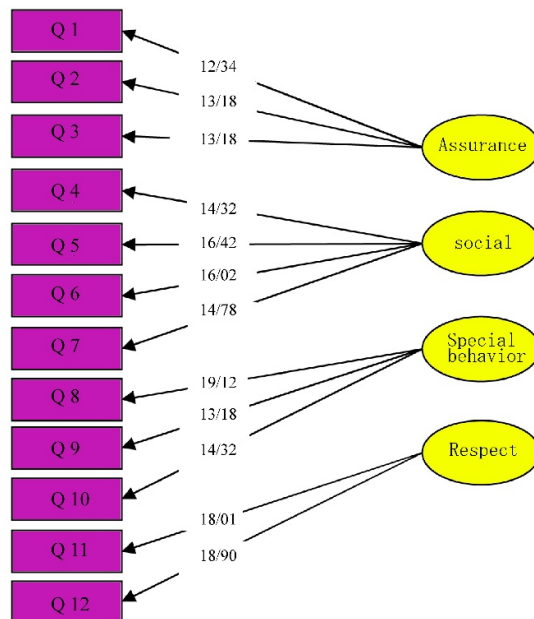 Q 1
Q 2
Q 3
Q 4
Q 5
Q 6
Q 7
Q 8
Q 9
Q 10
Q 11
Q 12
12/34
13/18
13/18
14/32
16/42
16/02
14/78
19/12
13/18
14/32
18/01
18/90
Assurance
social
Special
behavior
Respect